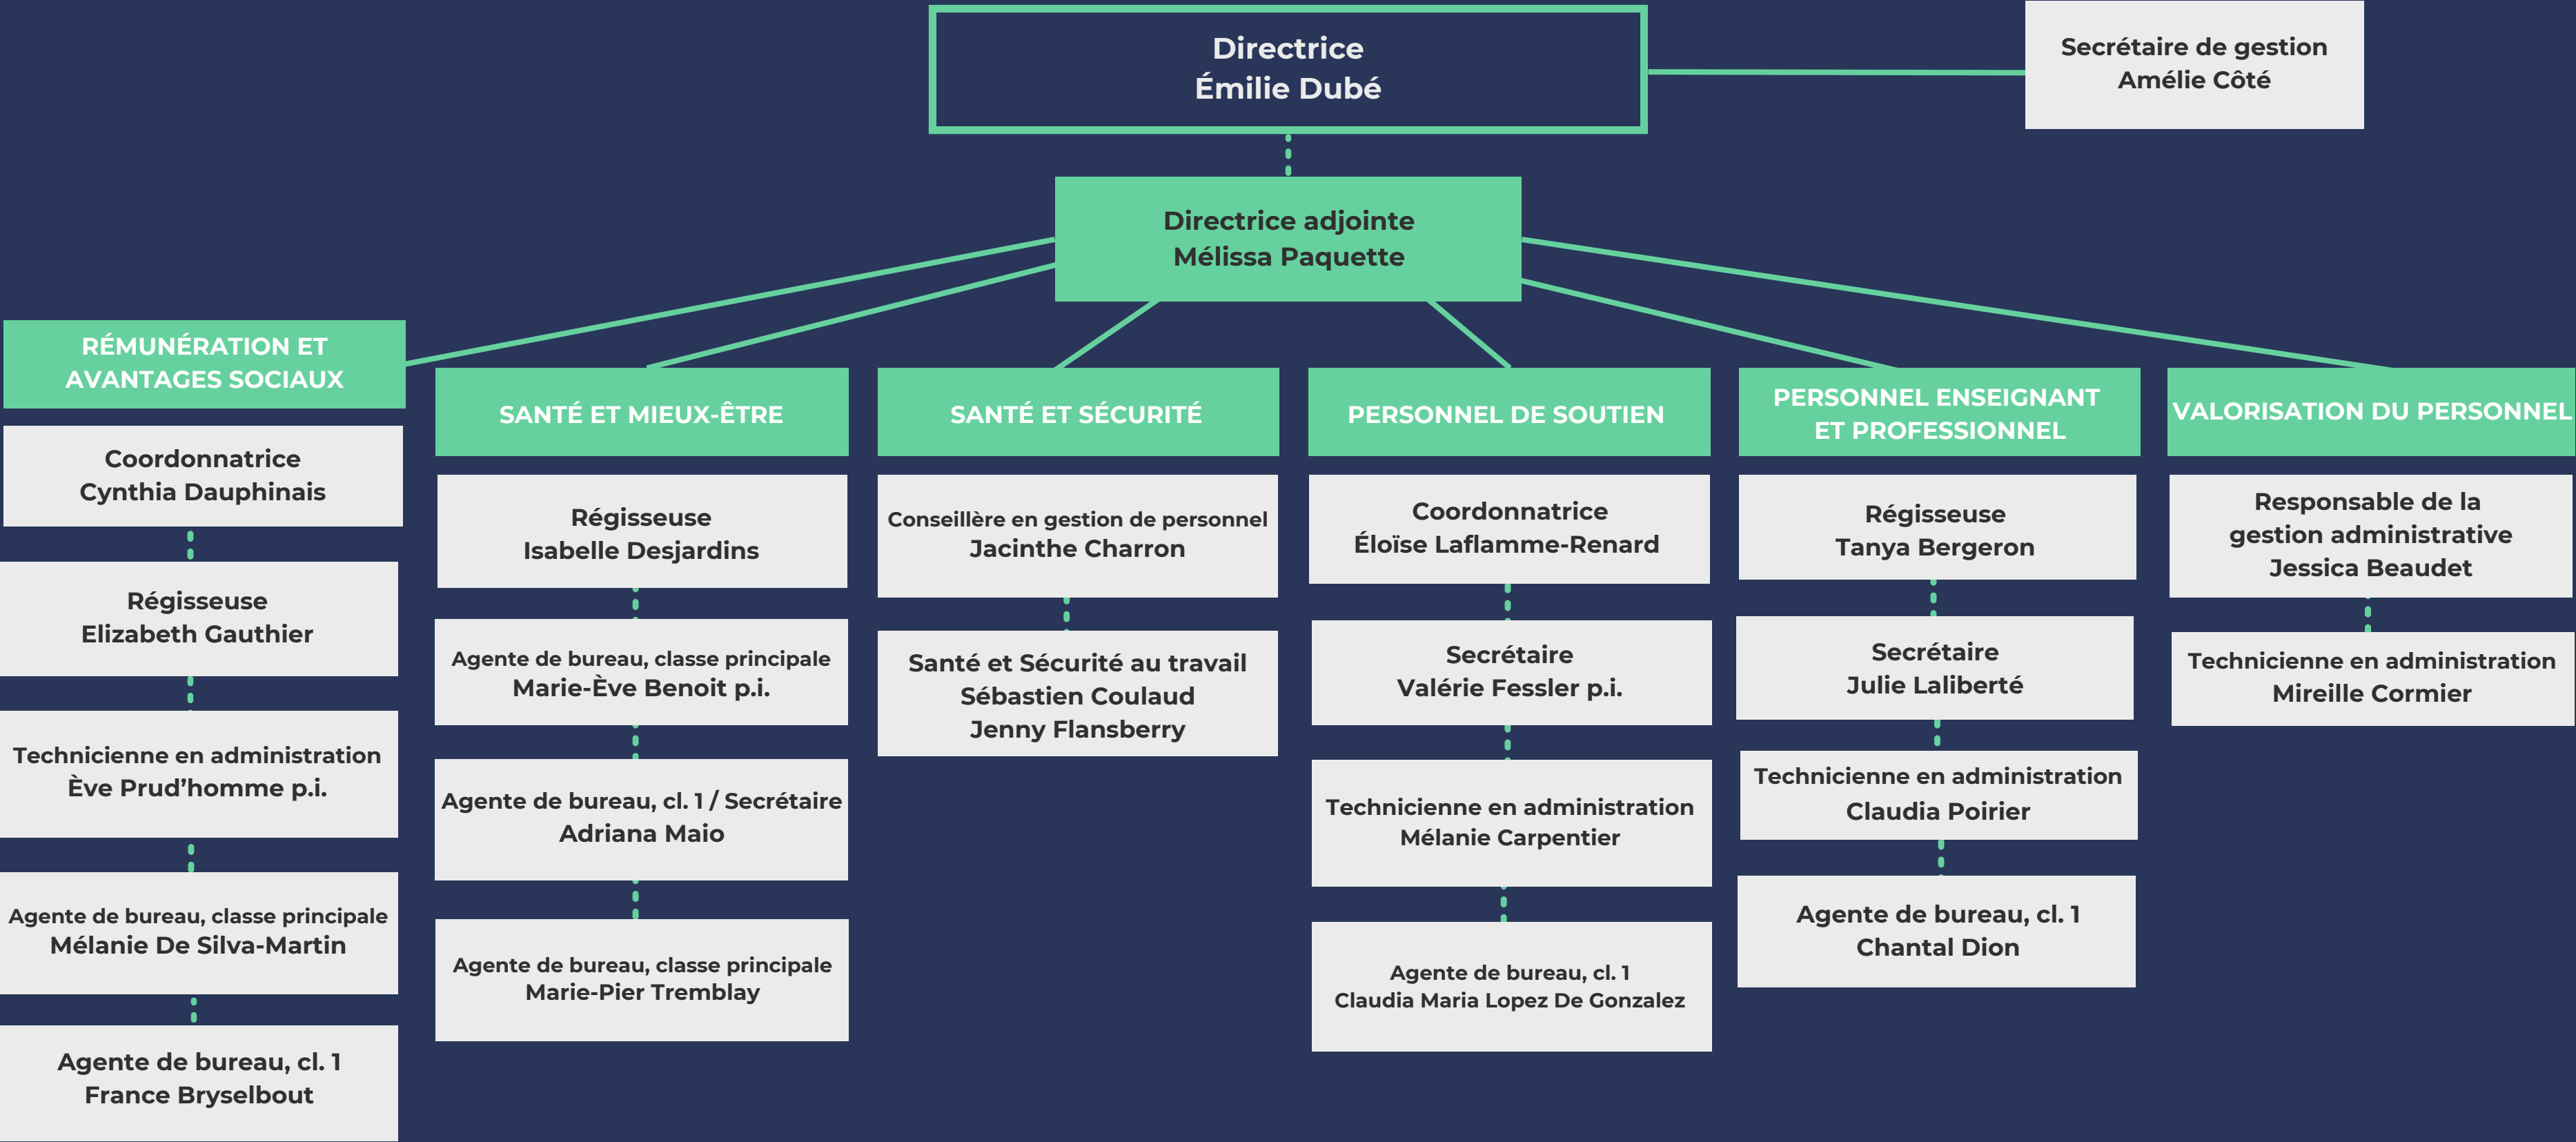 Directrice
Émilie Dubé
Secrétaire de gestion
Amélie Côté
Directrice adjointe
Mélissa Paquette
RÉMUNÉRATION ET
AVANTAGES SOCIAUX
Coordonnatrice
Cynthia Dauphinais
Régisseuse
Elizabeth Gauthier
Technicienne en administration
Ève Prud’homme p.i.
Agente de bureau, classe principale
Mélanie De Silva-Martin
Agente de bureau, cl. 1
France Bryselbout
SANTÉ ET MIEUX-ÊTRE
Régisseuse
Isabelle Desjardins
Agente de bureau, classe principale
Marie-Ève Benoit p.i.
Agente de bureau, cl. 1 / Secrétaire
Adriana Maio
Agente de bureau, classe principale
Marie-Pier Tremblay
SANTÉ ET SÉCURITÉ
Conseillère en gestion de personnel
Jacinthe Charron
Santé et Sécurité au travail
Sébastien Coulaud
Jenny Flansberry
PERSONNEL DE SOUTIEN
Coordonnatrice
Éloïse Laflamme-Renard
Secrétaire
Valérie Fessler p.i.
Technicienne en administration
Mélanie Carpentier
Agente de bureau, cl. 1
Claudia Maria Lopez De Gonzalez
PERSONNEL ENSEIGNANT
ET PROFESSIONNEL
Régisseuse
Tanya Bergeron
Secrétaire
Julie Laliberté
Technicienne en administration
Claudia Poirier
Agente de bureau, cl. 1
Chantal Dion
VALORISATION DU PERSONNEL
Responsable de la
gestion administrative
Jessica Beaudet
Technicienne en administration
Mireille Cormier